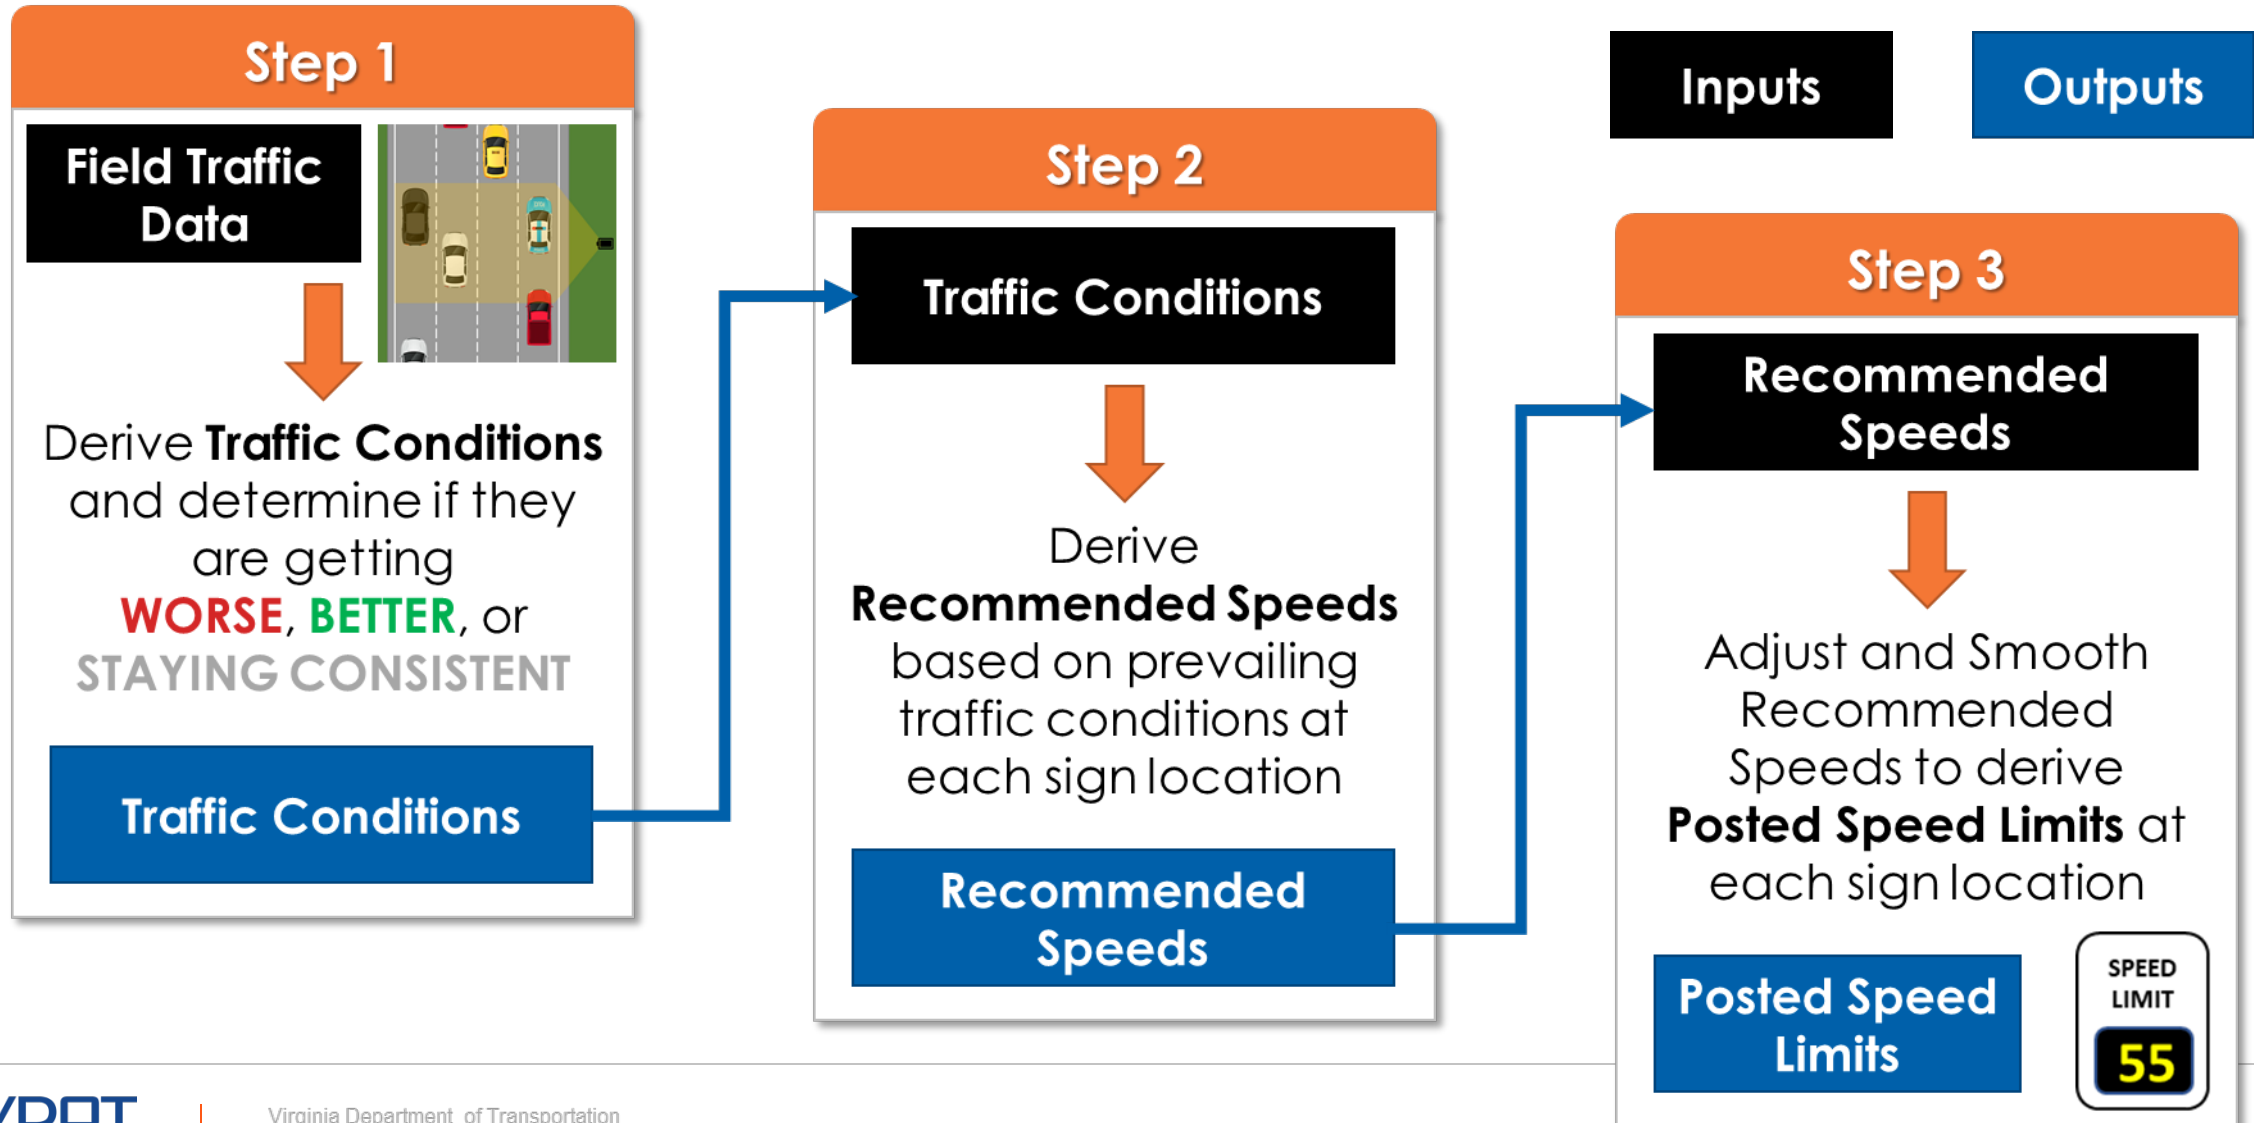 Step 1
Field Traffic
Data
Derive Traffic Conditions
and determine if they
are getting
WORSE, BETTER, or
STAYING CONSISTENT
Traffic Conditions
Step 2
Traffic Conditions
Derive
Recommended Speeds
based on prevailing
traffic conditions at
each sign location
Recommended
Speeds
Inputs
Outputs
Step 3
Recommended
Speeds
Adjust and Smooth
Recommended
Speeds to derive
Posted Speed Limits at
each sign location
Posted Speed
Limits
SPEED
LIMIT
55
VDOT
Virginia Department of Transportation